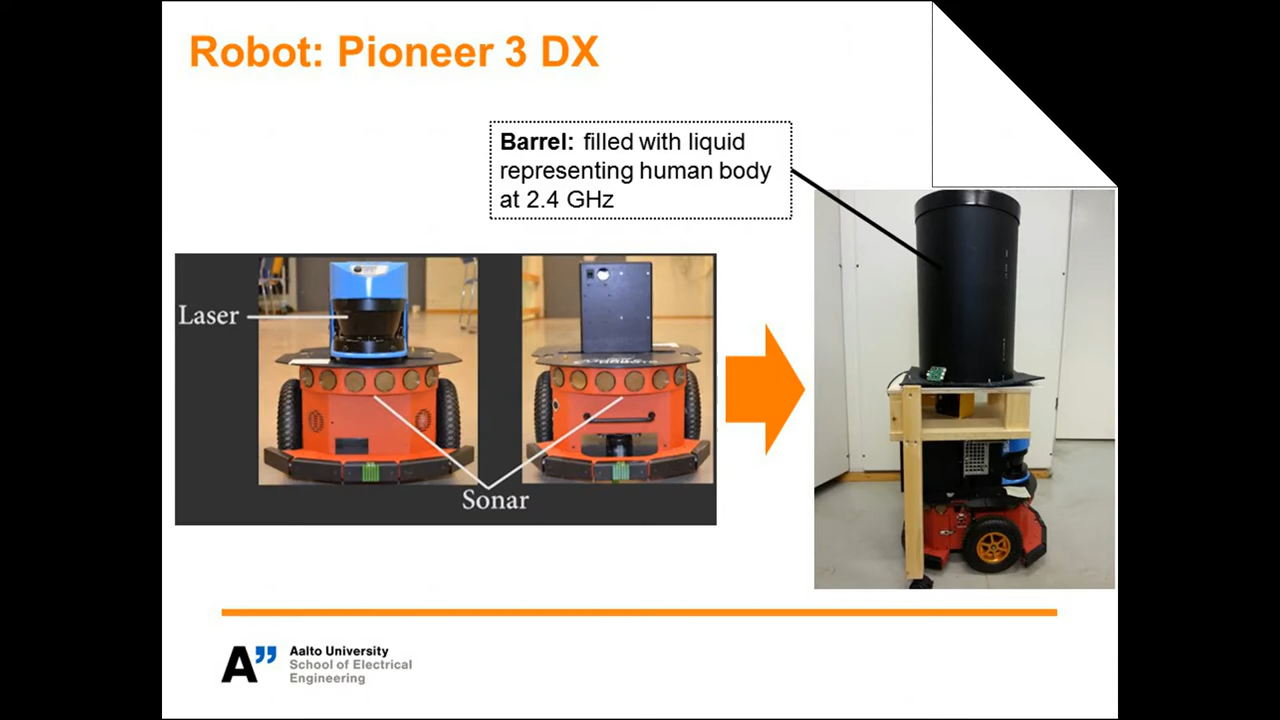 Robot: Pioneer 3 DX
Barrel: filled with liquid
representing human body
at 2.4 GHz
Laser
Sonar
A”
Aalto University
School of Electrical
Engineering